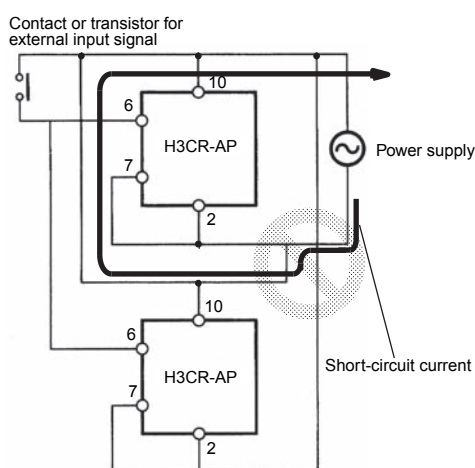 Contact or transistor for
external input signal
10
6
H3CR-AP
7
2
Power supply
10
6
H3CR-AP
7
2
Short-circuit current